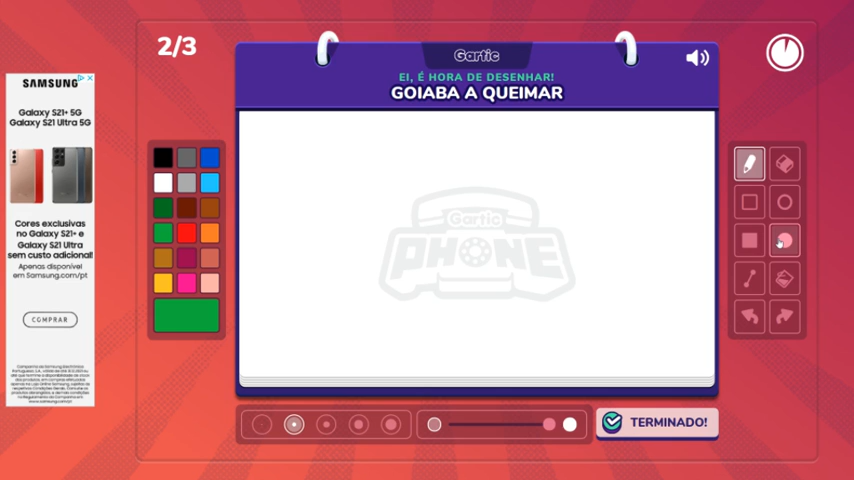 2/3
Gartic
EI, É HORA DE DESENHAR!
GOIABA A QUEIMAR
SAMSUNG
Galaxy S21+ 5G
Galaxy S21 Ultra 5G
Cores exclusivas
no Galaxy S21+ e
Galaxy S21 Ultra
sem custo adicional!
Apenas disponível
em Samsung.com/pt
COMPRAR
Gartic
PHONE
TERMINADO!